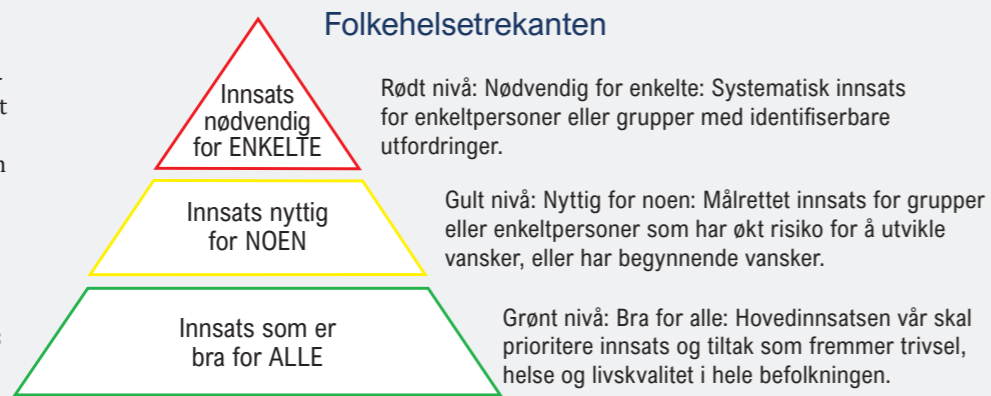 Folkehelsetrekanten
Innsats
nødvendig
for ENKELTE
Rødt nivå: Nødvendig for enkelte: Systematisk innsats
for enkeltpersoner eller grupper med identifiserbare
utfordringer.
Innsats nyttig
for NOEN
Gult nivå: Nyttig for noen: Målrettet innsats for grupper
eller enkeltpersoner som har økt risiko for å utvikle
vansker, eller har begynnende vansker.
Innsats som er
bra for ALLE
Grønt nivå: Bra for alle: Hovedinnsatsen vår skal
prioritere innsats og tiltak som fremmer trivsel,
helse og livskvalitet i hele befolkningen.